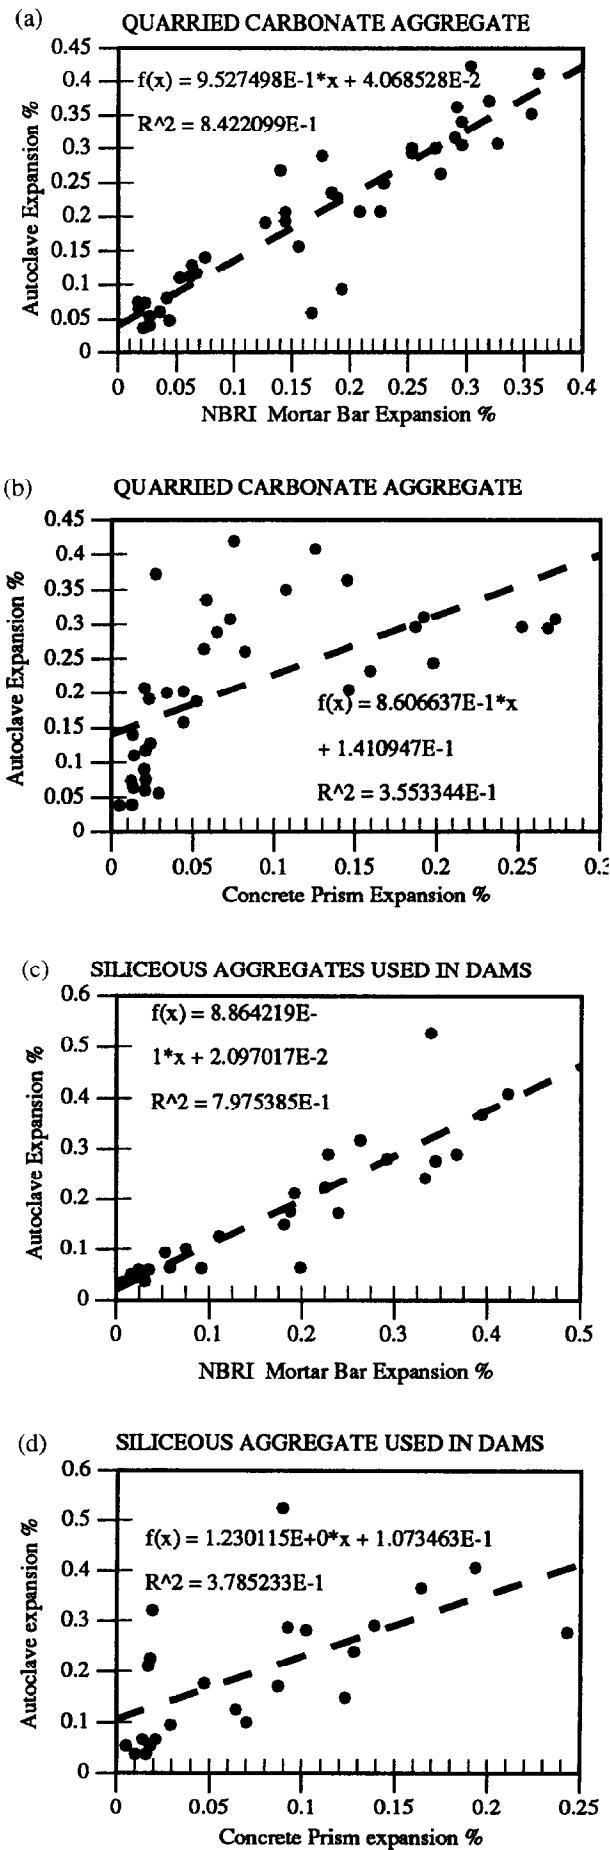 (a) QUARRIED CARBONATE AGGREGATE
0.45
0.4
0.35
0.3
0.25
0.2
0.15
0.1
0.05
0
Autoclave Expansion %
f(x) = 9.527498E-1*x + 4.068528E-2
R^2 = 8.422099E-1
0 0.05 0.1 0.15 0.2 0.25 0.3 0.35 0.4
NBRI Mortar Bar Expansion %
(b) QUARRIED CARBONATE AGGREGATE
0.45
0.4
0.35
0.3
0.25
0.2
0.15
0.1
0.05
0
Autoclave Expansion %
f(x) = 8.606637E-1*x
+ 1.410947E-1
R^2 = 3.553344E-1
0 0.05 0.1 0.15 0.2 0.25 0.3
Concrete Prism Expansion %
(c) SILICEOUS AGGREGATES USED IN DAMS
0.6
0.5
0.4
0.3
0.2
0.1
0
Autoclave Expansion %
f(x) = 8.864219E-
1*x + 2.097017E-2
R^2 = 7.975385E-1
0 0.1 0.2 0.3 0.4 0.5
NBRI Mortar Bar Expansion %
(d) SILICEOUS AGGREGATE USED IN DAMS
0.6
0.5
0.4
0.3
0.2
0.1
0
Autoclave expansion %
f(x) = 1.230115E+0*x + 1.073463E-1
R^2 = 3.785233E-1
0 0.05 0.1 0.15 0.2 0.25
Concrete Prism expansion %